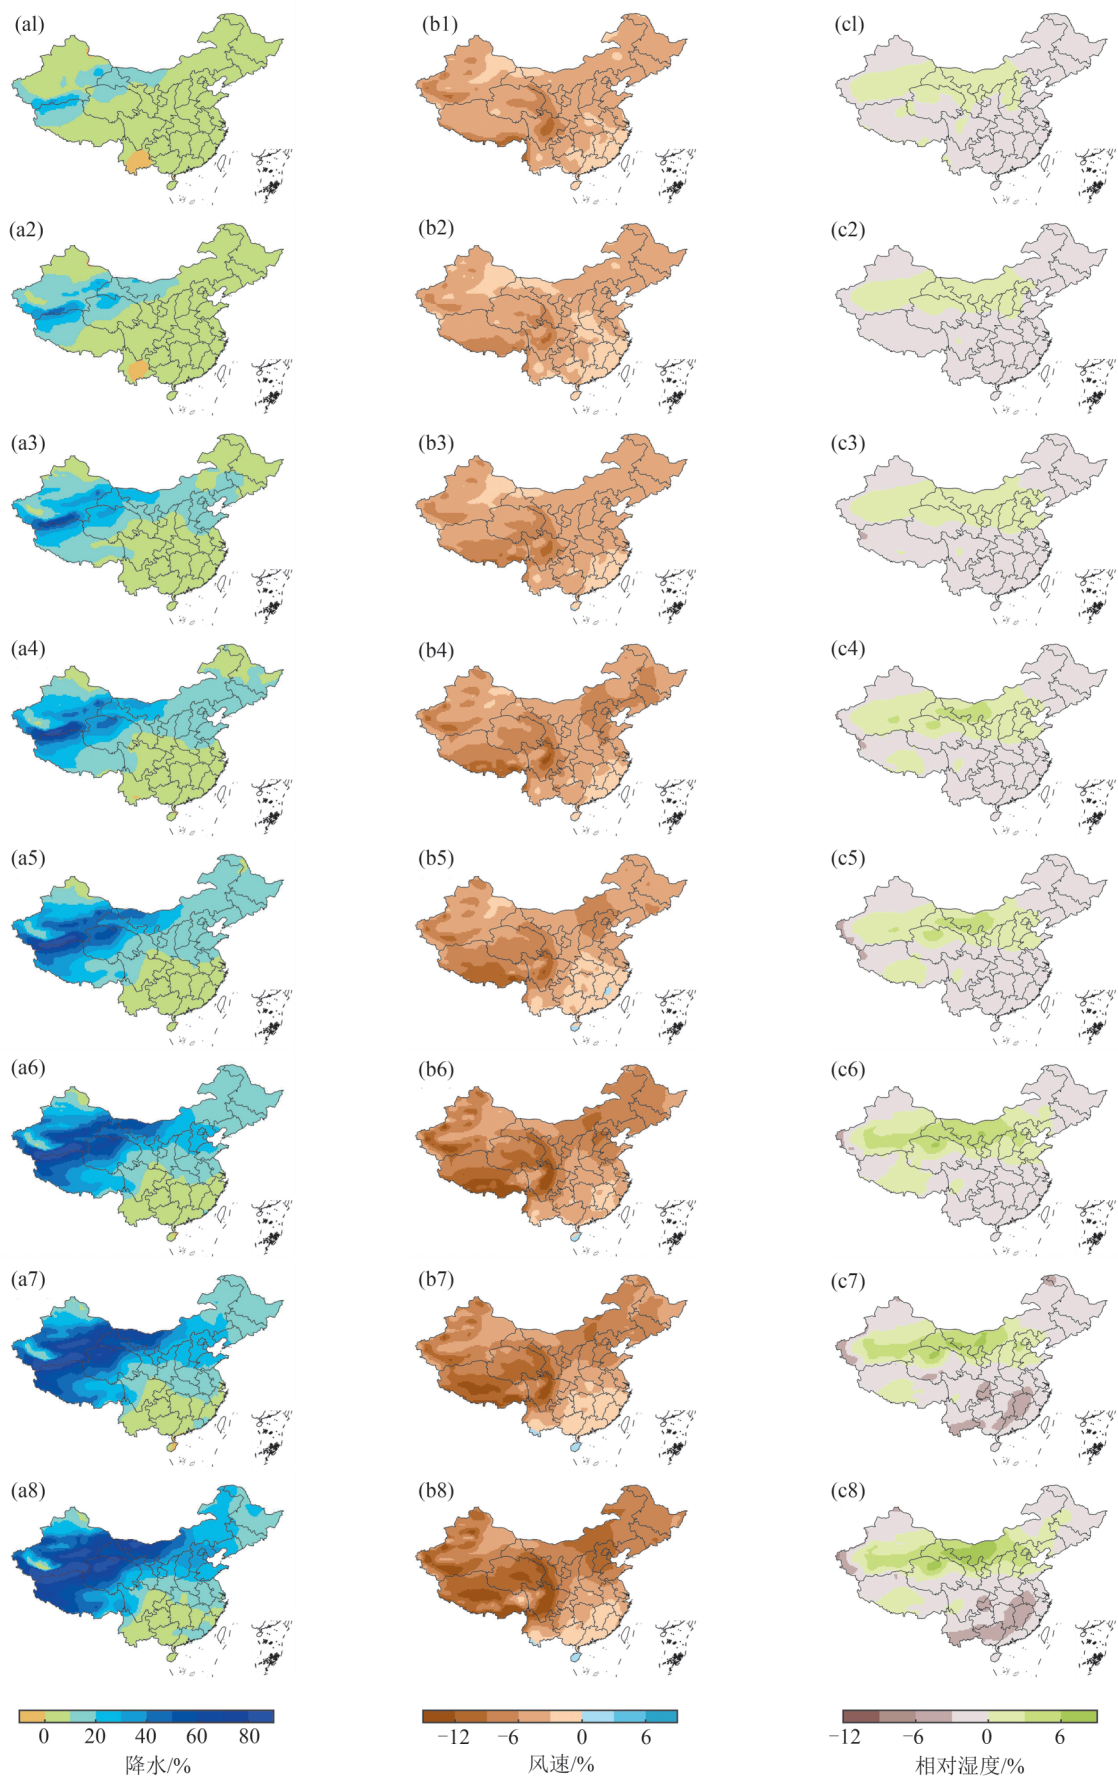 (a1) (b1) (c1)
(a2) (b2) (c2)
(a3) (b3) (c3)
(a4) (b4) (c4)
(a5) (b5) (c5)
(a6) (b6) (c6)
(a7) (b7) (c7)
(a8) (b8) (c8)
0 20 40 60 80 −12 −6 0 6 −12 −6 0 6
降水/% 风速/% 相对湿度/%